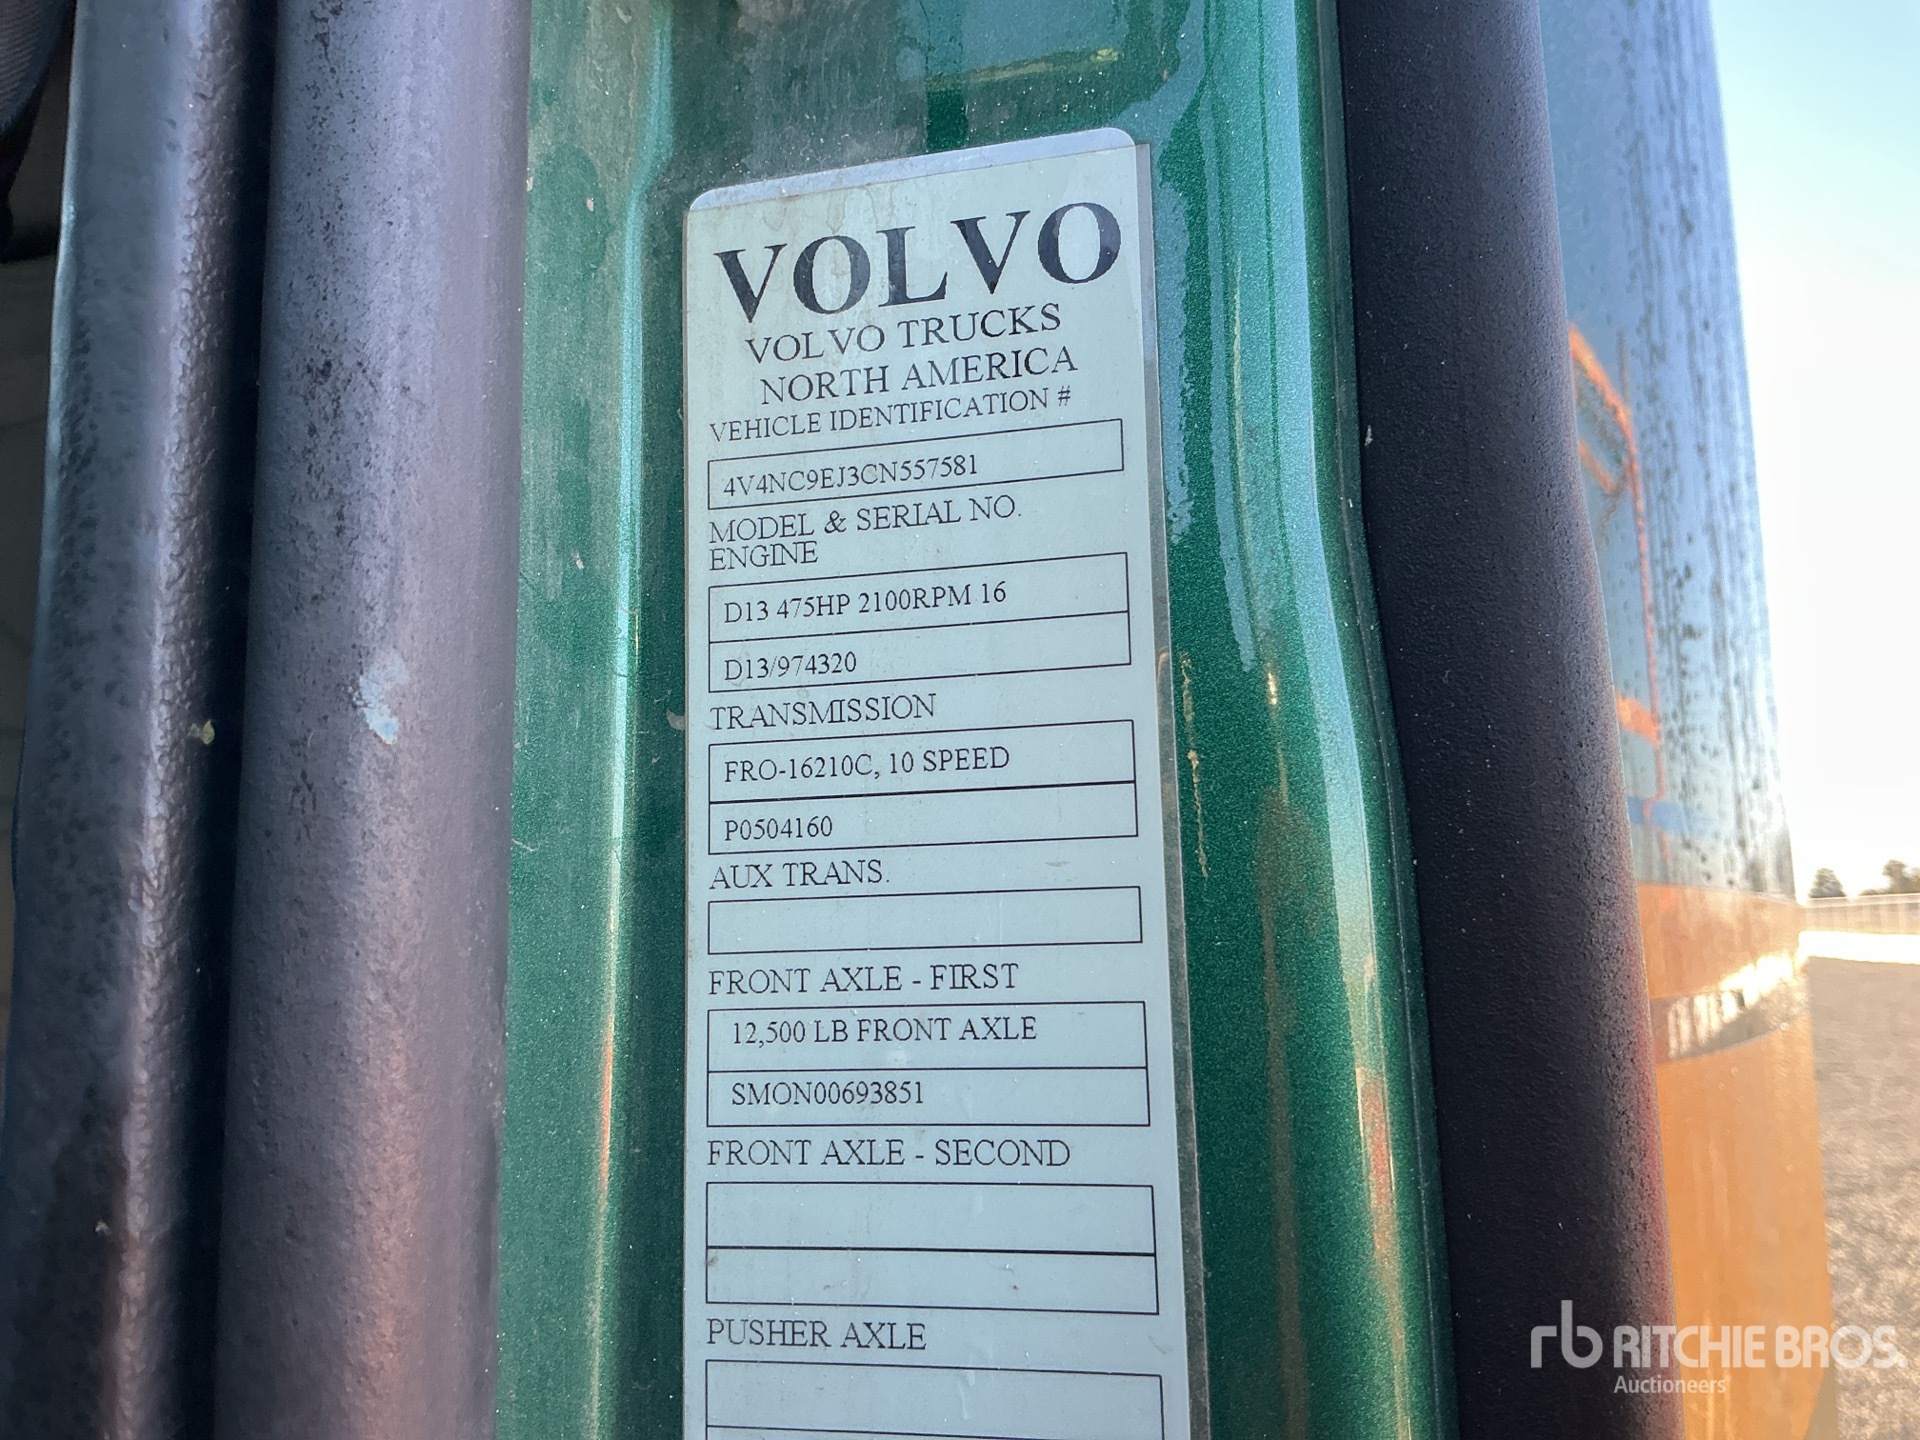 VOLVO
VOLVO TRUCKS
NORTH AMERICA
VEHICLE IDENTIFICATION #
4V4NC9EJ3CN557581
MODEL & SERIAL NO.
ENGINE
D13 475HP 2100RPM 16
D13/974320
TRANSMISSION
FRO-16210C, 10 SPEED
P0504160
AUX TRANS.
FRONT AXLE - FIRST
12,500 LB FRONT AXLE
SMON00693851
FRONT AXLE - SECOND
PUSHER AXLE
rb RITCHIE BROS.
Auctioneers